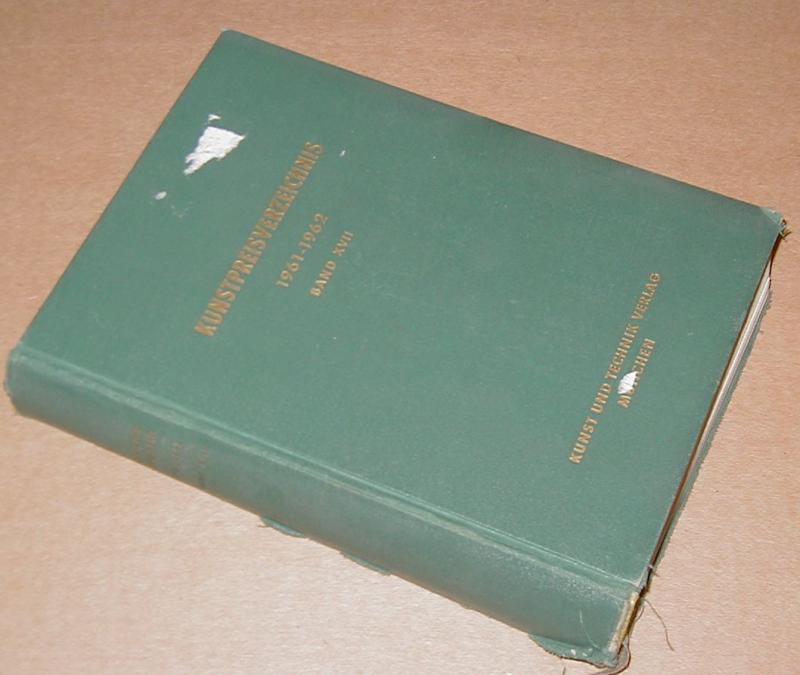 KUNSTPREISVERZEICHNIS
1961-1962
BAND XVII
KUNST UND TECHNIK VERLAG